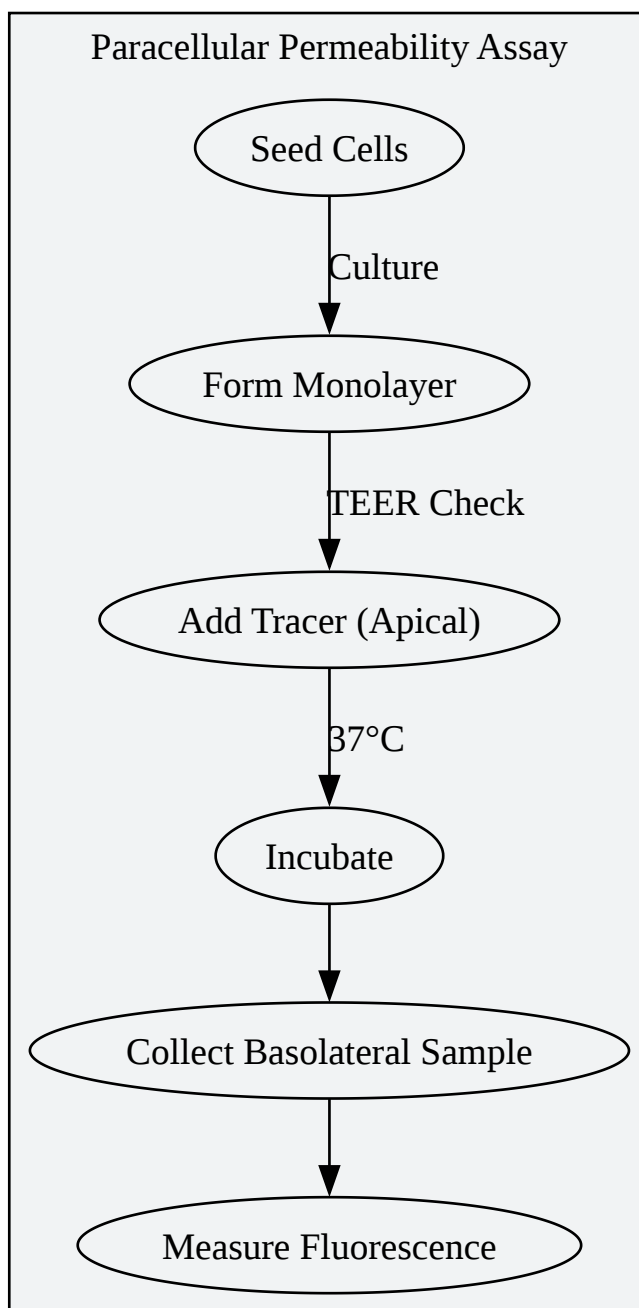 Paracellular Permeability Assay
Seed Cells
Culture
Form Monolayer
TEER Check
Add Tracer (Apical)
37°C
Incubate
Collect Basolateral Sample
Measure Fluorescence